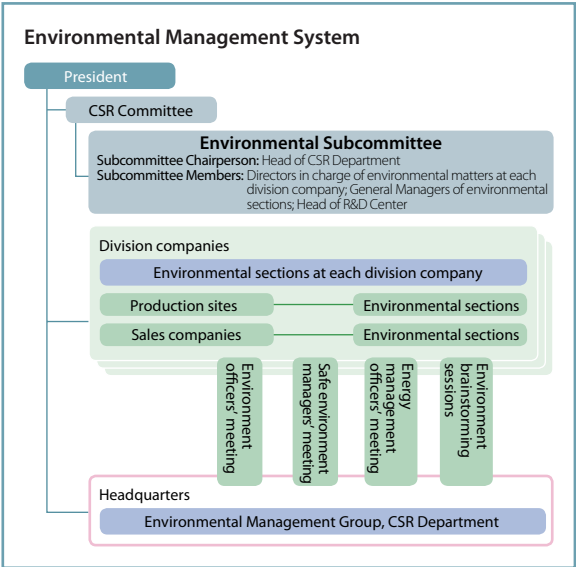 Environmental Management System
President
CSR Committee
Environmental Subcommittee
Subcommittee Chairperson: Head of CSR Department
Subcommittee Members: Directors in charge of environmental matters at each
division company; General Managers of environmental
sections; Head of R&D Center
Division companies
Environmental sections at each division company
Production sites
Environmental sections
Sales companies
Environmental sections
Environment
officers' meeting
Safe environment
managers' meeting
Energy
management
officers' meeting
Environment
brainstorming
sessions
Headquarters
Environmental Management Group, CSR Department